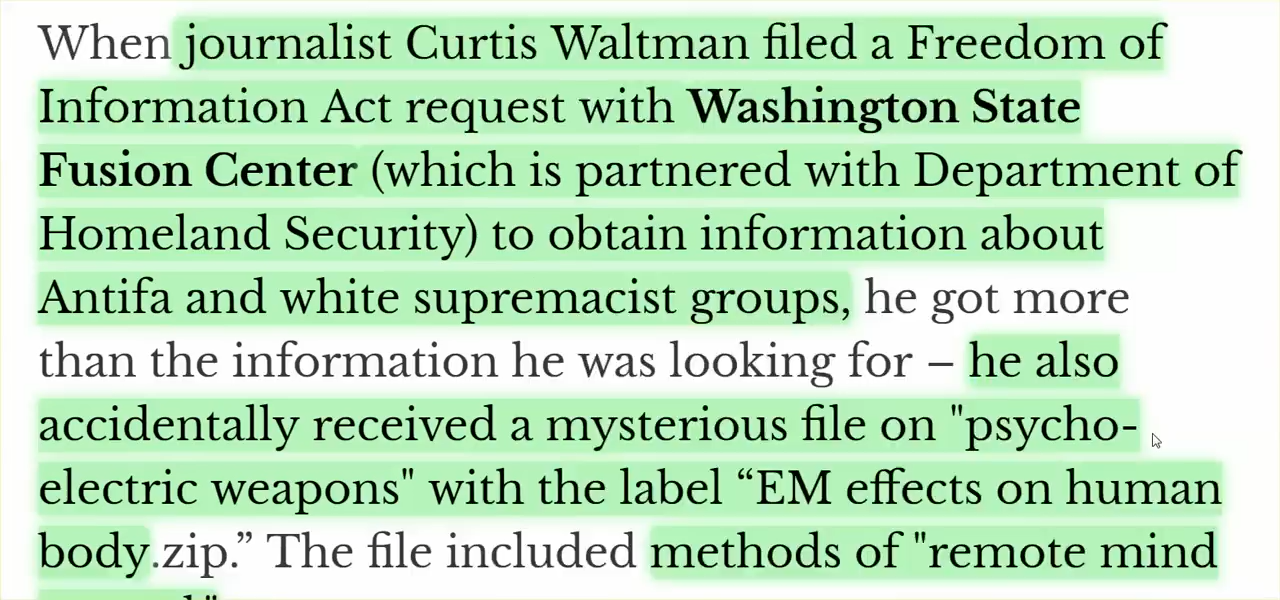 When journalist Curtis Waltman filed a Freedom of
Information Act request with Washington State
Fusion Center (which is partnered with Department of
Homeland Security) to obtain information about
Antifa and white supremacist groups, he got more
than the information he was looking for – he also
accidentally received a mysterious file on "psycho-
electric weapons" with the label “EM effects on human
body.zip.” The file included methods of "remote mind